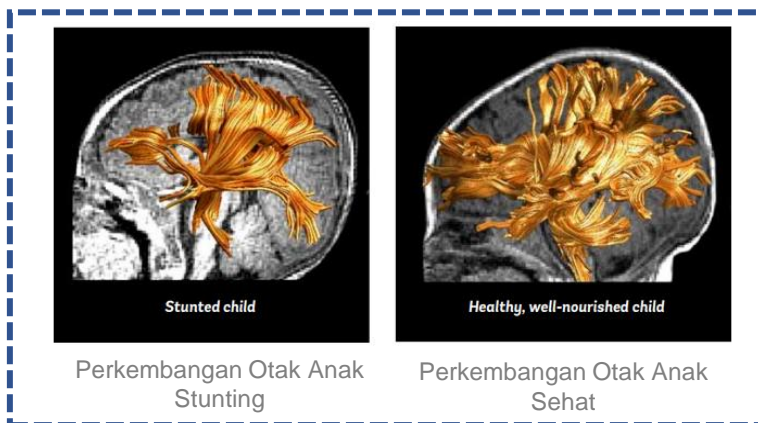 Stunted child
Healthy, well-nourished child
Perkembangan Otak Anak
Stunting
Perkembangan Otak Anak
Sehat